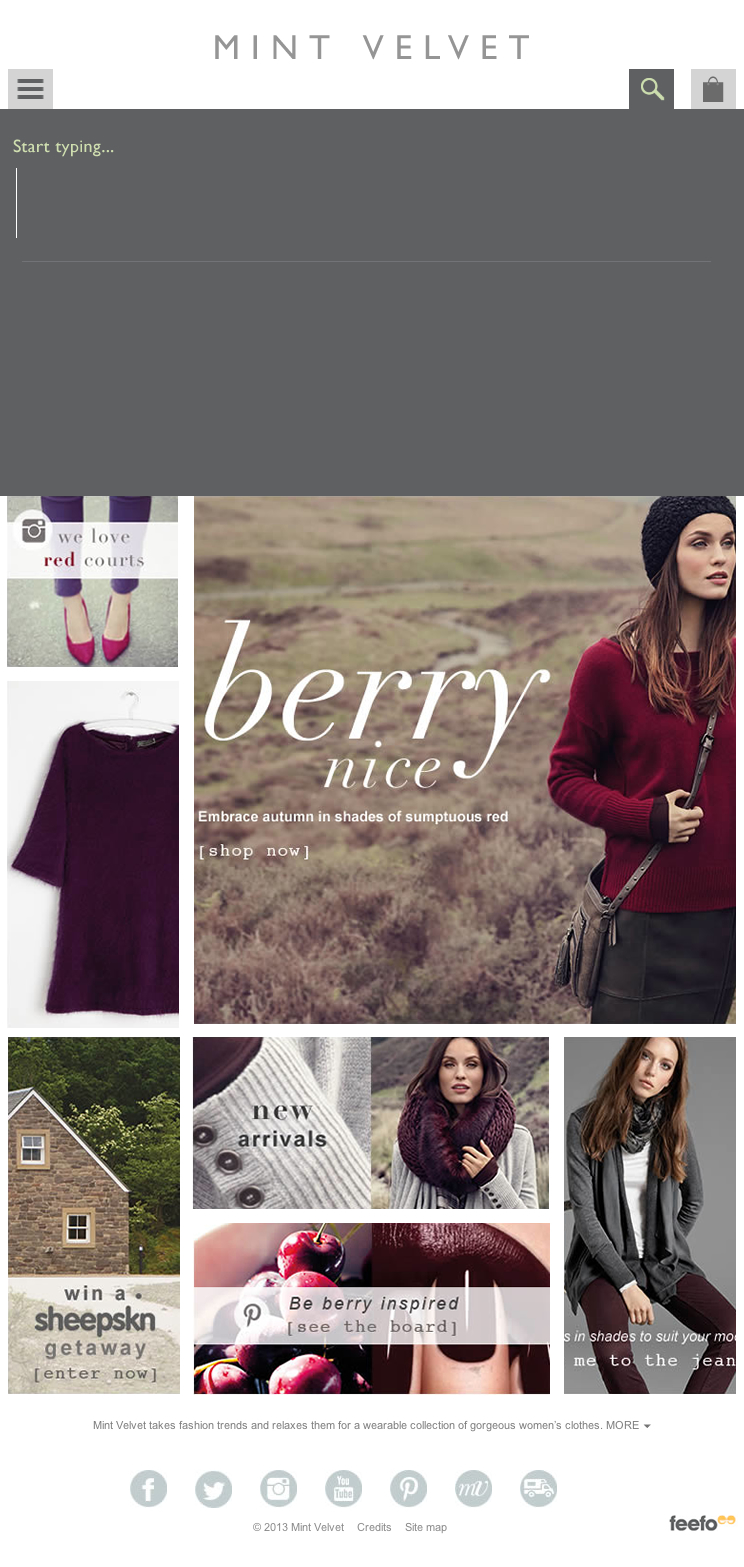 MINT VELVET
Start typing...
we love
red courts
berry
nice
Embrace autumn in shades of sumptuous red
[shop now]
new
arrivals
win a •
sheepskn
getaway
[enter now]
Be berry inspired
[see the board]
s in shades to suit your moo
me to the jean
Mint Velvet takes fashion trends and relaxes them for a wearable collection of gorgeous women's clothes. MORE
You
Tube
mv
© 2013 Mint Velvet Credits Site map
feefo